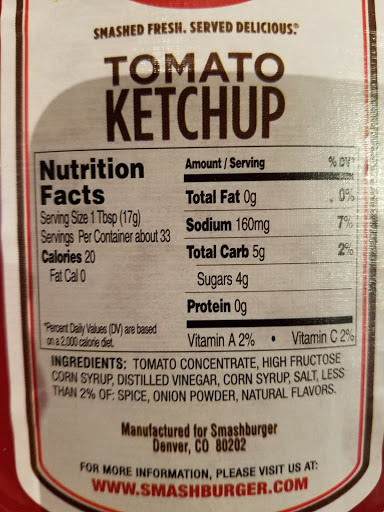 SMASHED FRESH. SERVED DELICIOUS.®
TOMATO
KETCHUP
Nutrition
Facts
Serving Size 1 Tbsp (17g)
Servings Per Container about 33
Calories 20
Fat Cal 0
*Percent Daily Values (DV) are based
on a 2,000 calorie diet.
Amount / Serving % DV*
Total Fat 0g 0%
Sodium 160mg 7%
Total Carb 5g 2%
Sugars 4g
Protein 0g
Vitamin A 2% • Vitamin C 2%
INGREDIENTS: TOMATO CONCENTRATE, HIGH FRUCTOSE
CORN SYRUP, DISTILLED VINEGAR, CORN SYRUP, SALT, LESS
THAN 2% OF: SPICE, ONION POWDER, NATURAL FLAVORS.
Manufactured for Smashburger
Denver, CO 80202
FOR MORE INFORMATION, PLEASE VISIT US AT:
WWW.SMASHBURGER.COM